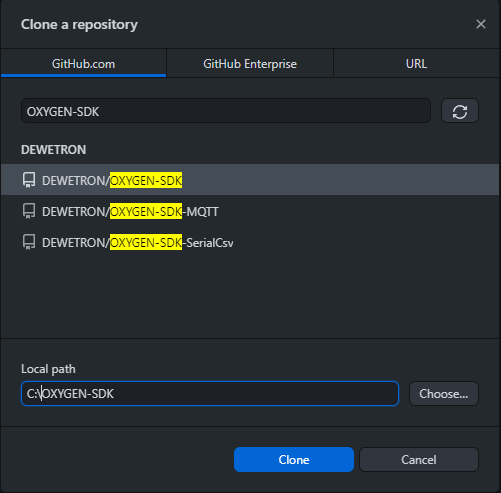 Clone a repository
GitHub.com
GitHub Enterprise
URL
OXYGEN-SDK
DEWETRON
DEWETRON/OXYGEN-SDK
DEWETRON/OXYGEN-SDK-MQTT
DEWETRON/OXYGEN-SDK-SerialCsv
Local path
C:\OXYGEN-SDK
Choose...
Clone
Cancel